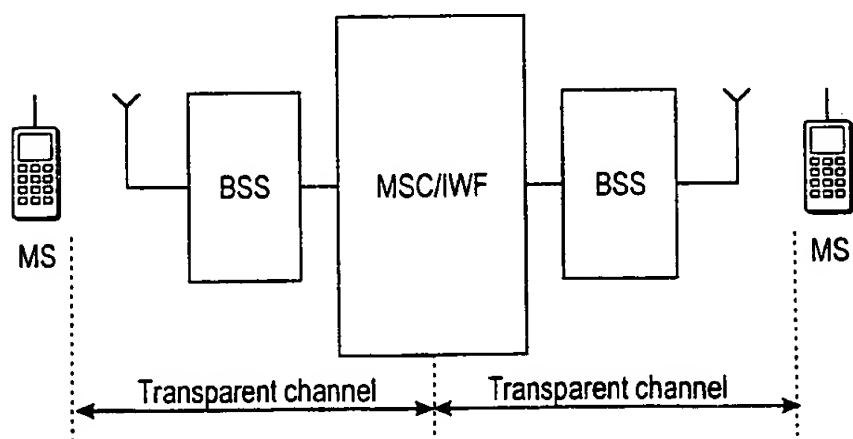 BSS
MSC/IWF
BSS
MS
MS
Transparent channel
Transparent channel